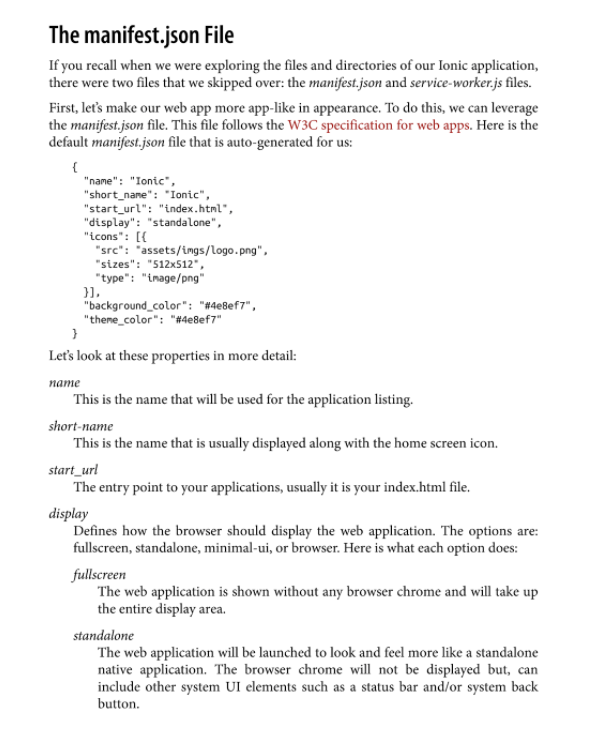 The manifest.json File
If you recall when we were exploring the files and directories of our Ionic application,
there were two files that we skipped over: the manifest.json and service-worker.js files.
First, let's make our web app more app-like in appearance. To do this, we can leverage
the manifest.json file. This file follows the W3C specification for web apps. Here is the
default manifest.json file that is auto-generated for us:
{
"name": "Ionic",
"short_name": "Ionic",
"start_url": "index.html",
"display": "standalone",
"icons": [{
"src": "assets/imgs/logo.png",
"sizes": "512x512",
"type": "image/png"
}],
"background_color": "#4e8ef7",
"theme_color": "#4e8ef7"
}
Let's look at these properties in more detail:
name
This is the name that will be used for the application listing.
short-name
This is the name that is usually displayed along with the home screen icon.
start_url
The entry point to your applications, usually it is your index.html file.
display
Defines how the browser should display the web application. The options are:
fullscreen, standalone, minimal-ui, or browser. Here is what each option does:
fullscreen
The web application is shown without any browser chrome and will take up
the entire display area.
standalone
The web application will be launched to look and feel more like a standalone
native application. The browser chrome will not be displayed but, can
include other system UI elements such as a status bar and/or system back
button.